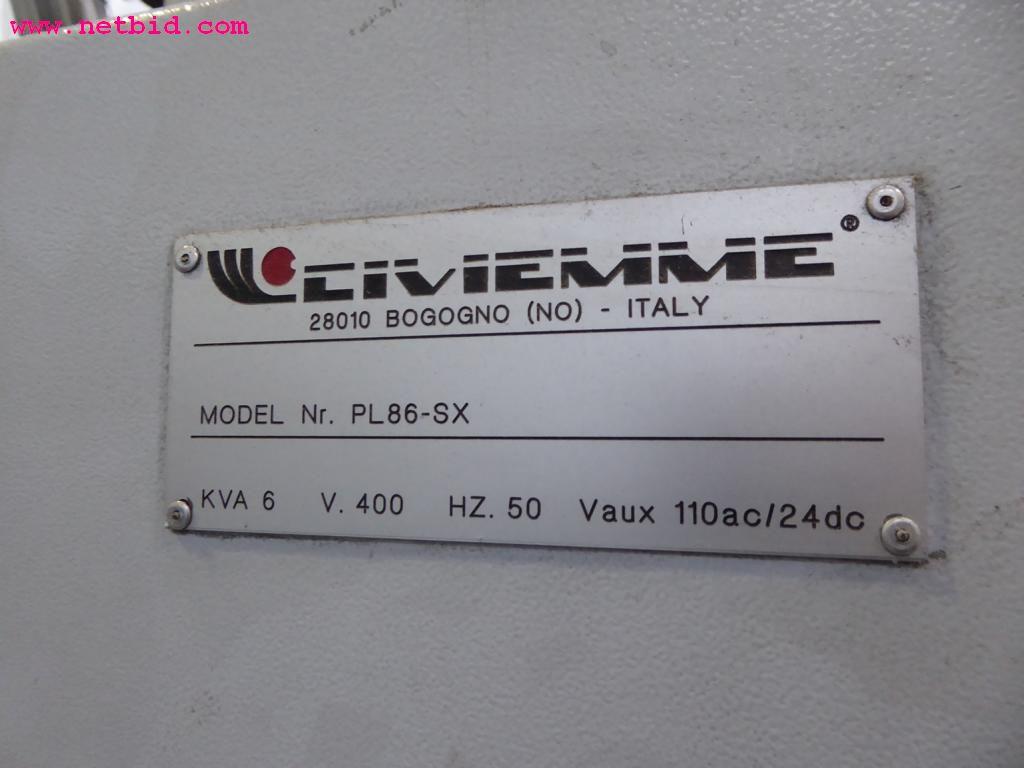 www.netbid.com
CIVIEMME ®
28010 BOGOGNO (NO) - ITALY
MODEL Nr. PL86-SX
KVA 6 V. 400 HZ. 50 Vaux 110ac/24dc